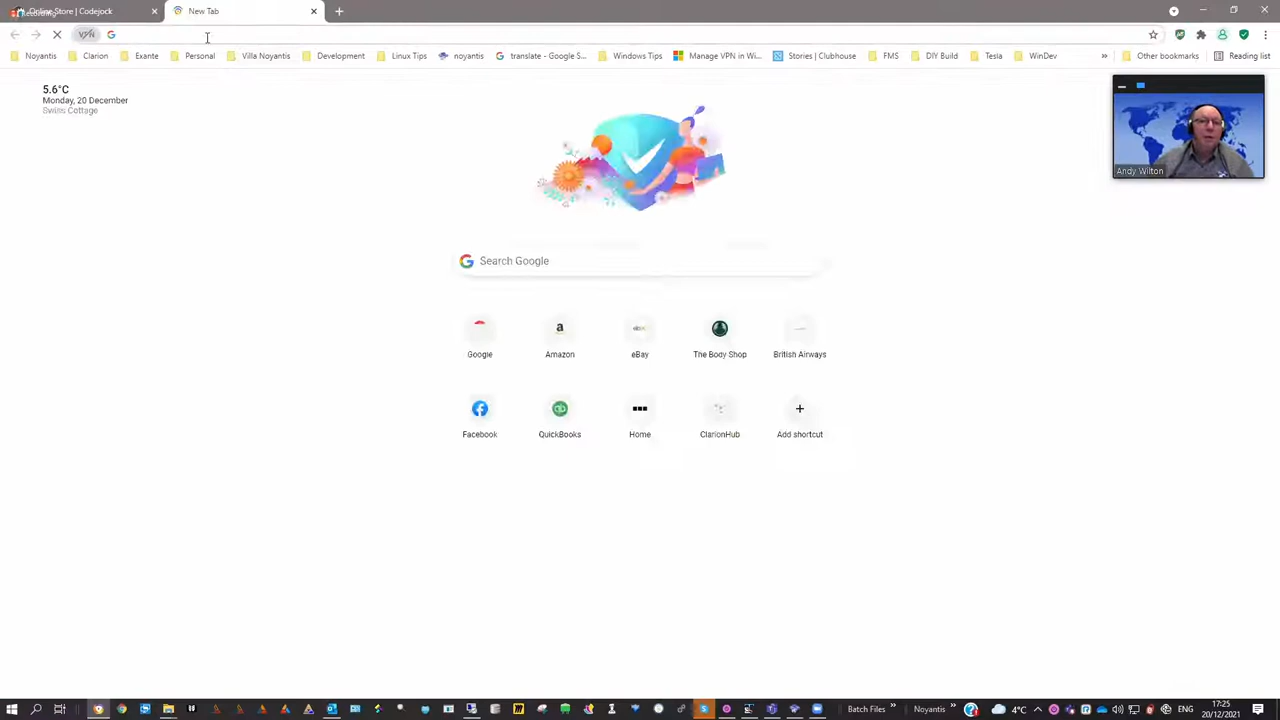 Online Store | Codejock
New Tab
VPN
Noyantis Clarion Exante Personal Villa Noyantis Development Linux Tips noyantis translate - Google S... Windows Tips Manage VPN in Wi... Stories | Clubhouse FMS DIY Build Tesla WinDev » Other bookmarks Reading list
5.6°C
Monday, 20 December
Swiss Cottage
Andy Wilton
Search Google
Google Amazon eBay The Body Shop British Airways
Facebook QuickBooks Home ClarionHub Add shortcut
Batch Files » Noyantis » 4°C ENG 17:25
20/12/2021